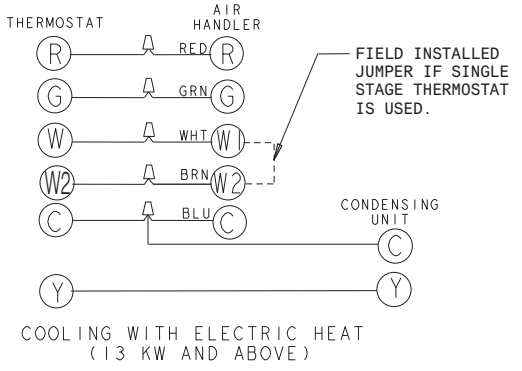 THERMOSTAT
AIR
HANDLER
R RED R
G GRN G
W WHT W1
W2 BRN W2
C BLU C
FIELD INSTALLED
JUMPER IF SINGLE
STAGE THERMOSTAT
IS USED.
CONDENSING
UNIT
C
Y Y
COOLING WITH ELECTRIC HEAT
(13 KW AND ABOVE)